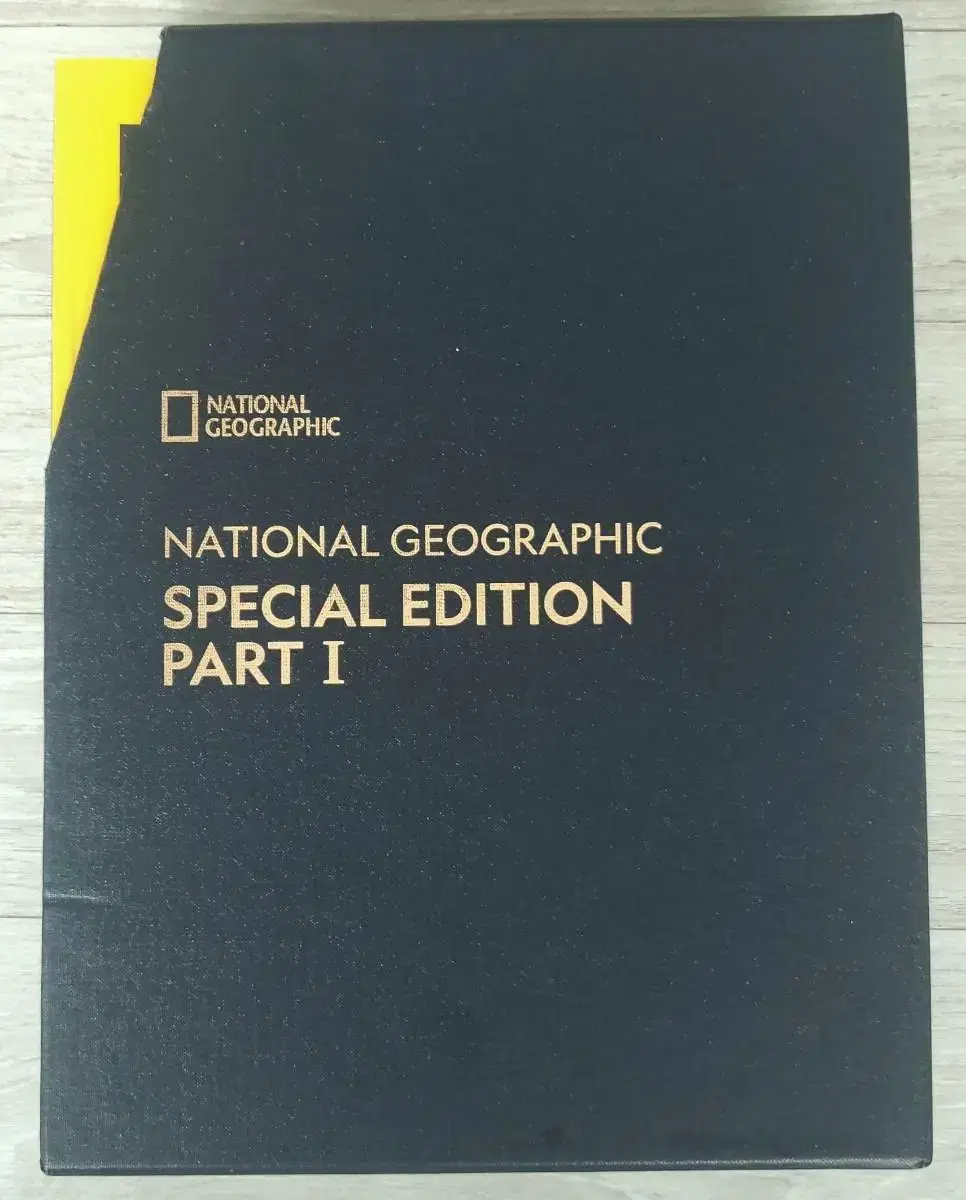 NATIONAL
GEOGRAPHIC
NATIONAL GEOGRAPHIC
SPECIAL EDITION
PART I